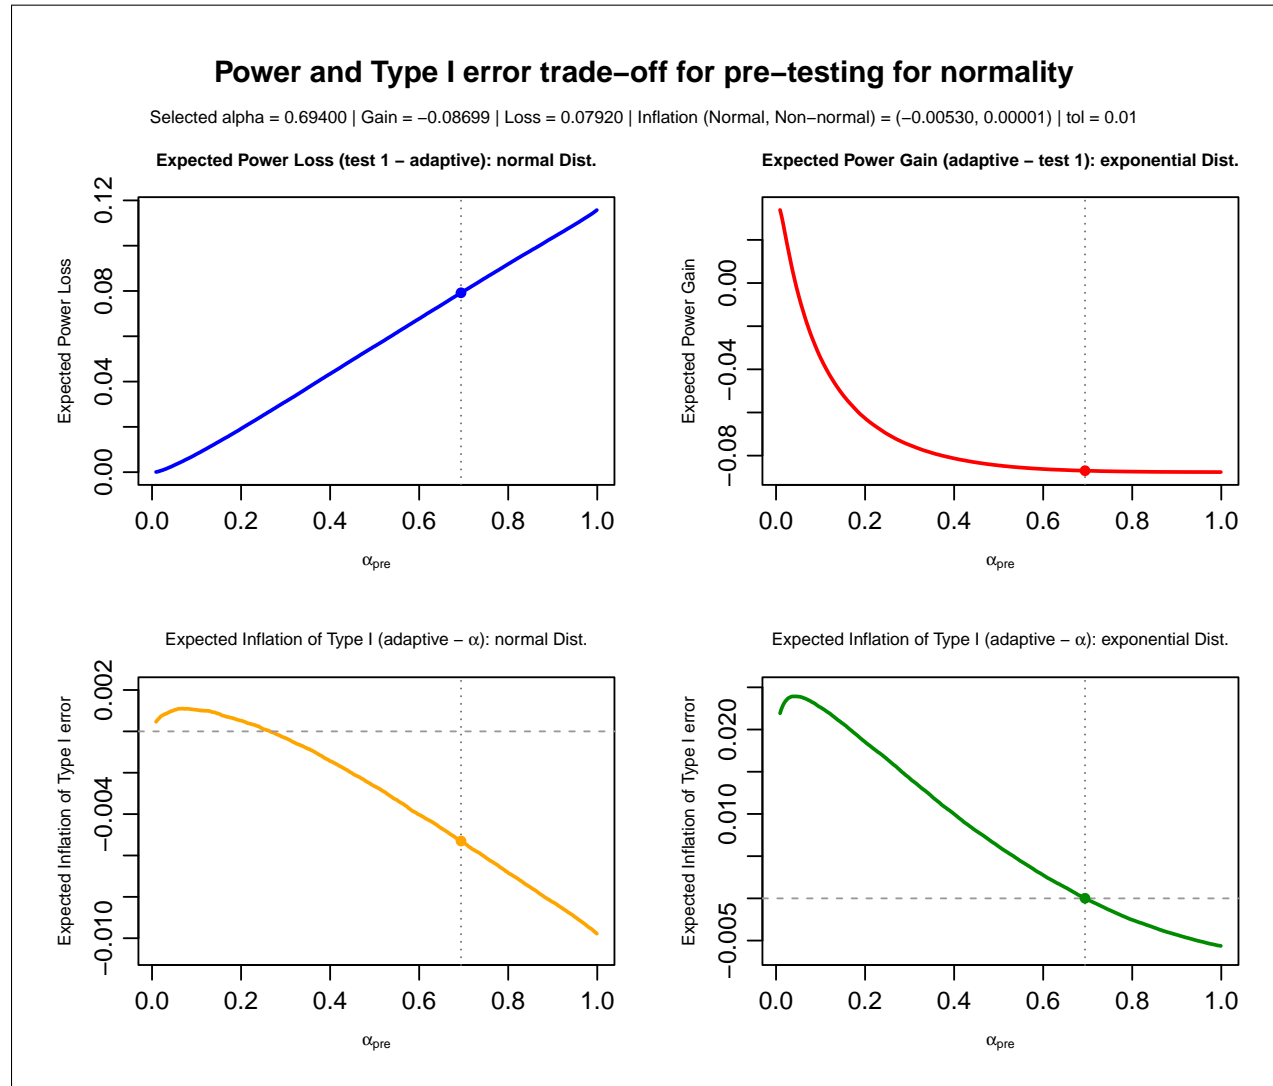 Power and Type I error trade−off for pre−testing for normality
Selected alpha = 0.69400 | Gain = −0.08699 | Loss = 0.07920 | Inflation (Normal, Non−normal) = (−0.00530, 0.00001) | tol = 0.01
Expected Power Loss (test 1 − adaptive): normal Dist.
Expected Power Loss
0.00
0.04
0.08
0.12
0.0 0.2 0.4 0.6 0.8 1.0
αpre
Expected Power Gain (adaptive − test 1): exponential Dist.
Expected Power Gain
−0.08
−0.04
0.00
0.0 0.2 0.4 0.6 0.8 1.0
αpre
Expected Inflation of Type I (adaptive − α): normal Dist.
Expected Inflation of Type I error
−0.010
−0.004
0.002
0.0 0.2 0.4 0.6 0.8 1.0
αpre
Expected Inflation of Type I (adaptive − α): exponential Dist.
Expected Inflation of Type I error
−0.005
0.010
0.020
0.0 0.2 0.4 0.6 0.8 1.0
αpre